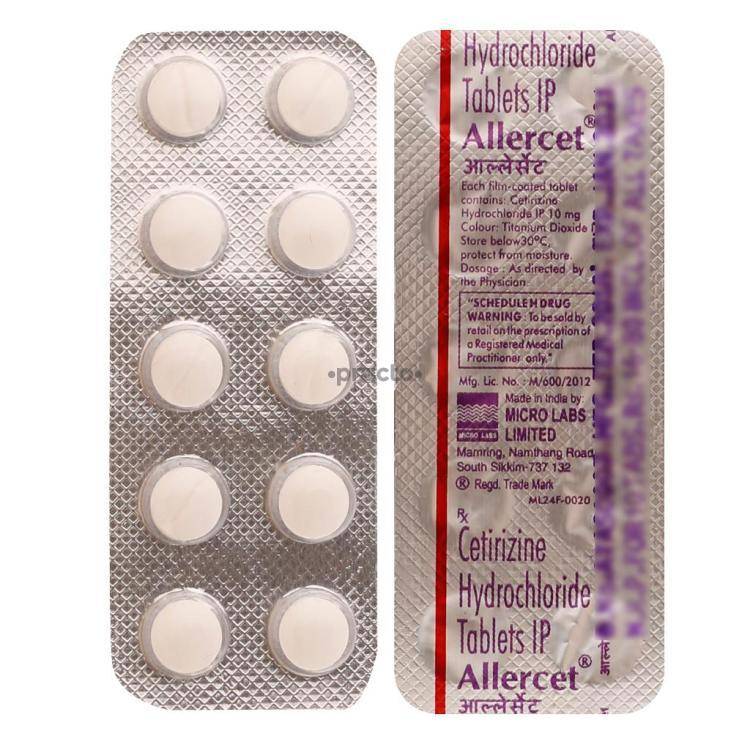 •practo•
Hydrochloride
Tablets IP
Allercet®
आल्लेर्सेट
Each film-coated tablet
contains: Cetirizine
Hydrochloride IP 10 mg
Colour: Titanium Dioxide
Store below30°C,
protect from moisture.
Dosage : As directed by
the Physician.
"SCHEDULE H DRUG
WARNING : To be sold by
retail on the prescription of
a Registered Medical
Practitioner only."
Mfg. Lic. No. : M/600/2012
Made in India by:
MICRO LABS
LIMITED
MICRO LABS
Mamring, Namthang Road
South Sikkim-737 132
® Regd. Trade Mark
ML24F-0020
Rx
Cetirizine
Hydrochloride
Tablets IP
Allercet®
आल्लेर्सेट